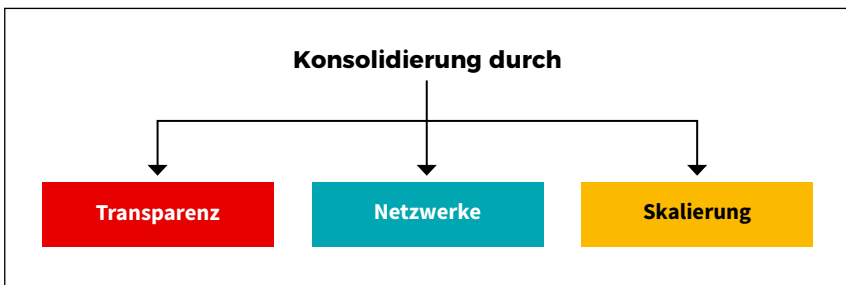 Konsolidierung durch
Transparenz
Netzwerke
Skalierung